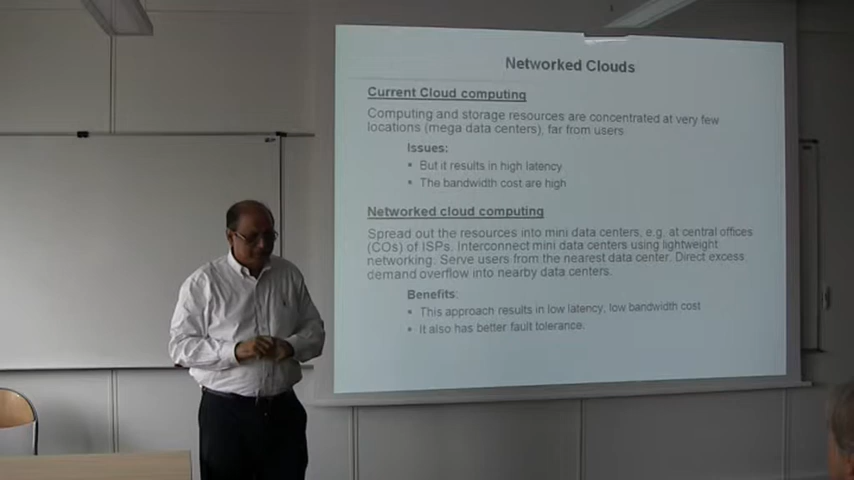 Networked Clouds
Current Cloud computing
Computing and storage resources are concentrated at very few
locations (mega data centers), far from users
Issues:
• But it results in high latency
• The bandwidth cost are high
Networked cloud computing
Spread out the resources into mini data centers, e.g. at central offices
(COs) of ISPs. Interconnect mini data centers using lightweight
networking. Serve users from the nearest data center. Direct excess
demand overflow into nearby data centers.
Benefits:
• This approach results in low latency, low bandwidth cost
• It also has better fault tolerance.